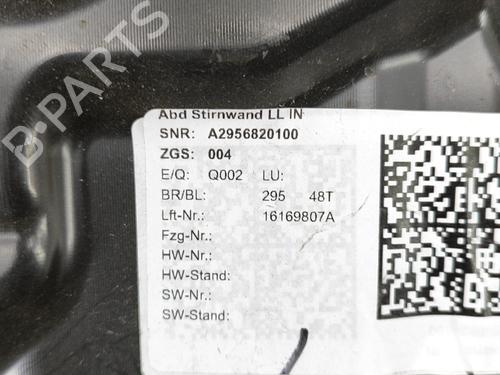 Abd Stirnwand LL IN
SNR: A2956820100
ZGS: 004
E/Q: Q002 LU:
BR/BL: 295 48T
Lft-Nr.: 16169807A
Fzg-Nr.:
HW-Nr.:
HW-Stand:
SW-Nr.:
SW-Stand:
B-PARTS